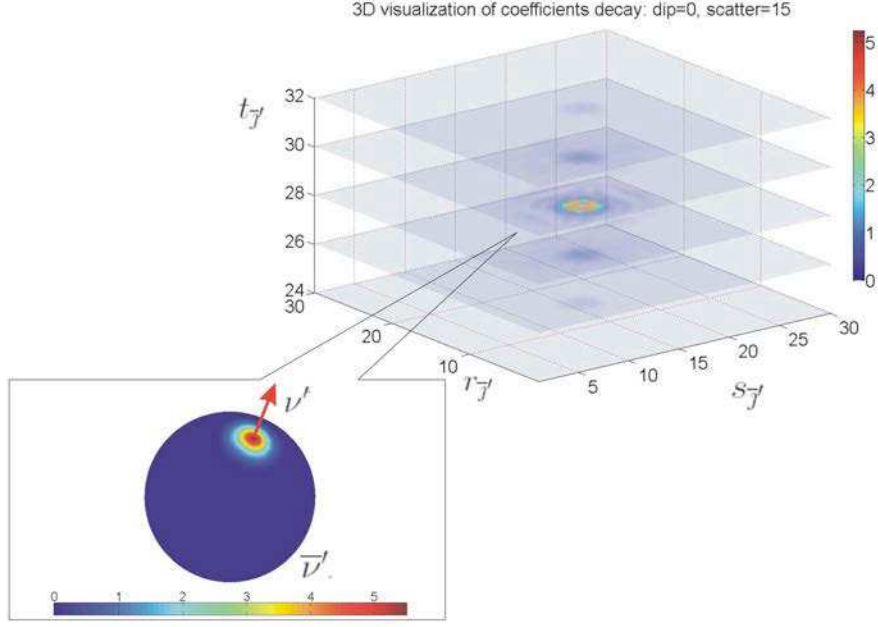 3D visualization of coefficients decay: dip=0, scatter=15
5
4
3
2
1
0
t_j̄′
32
30
28
26
24
30
20
10
r_j̄′
5
10
15
20
25
30
s_j̄′
ν′
ν̄′
0 1 2 3 4 5